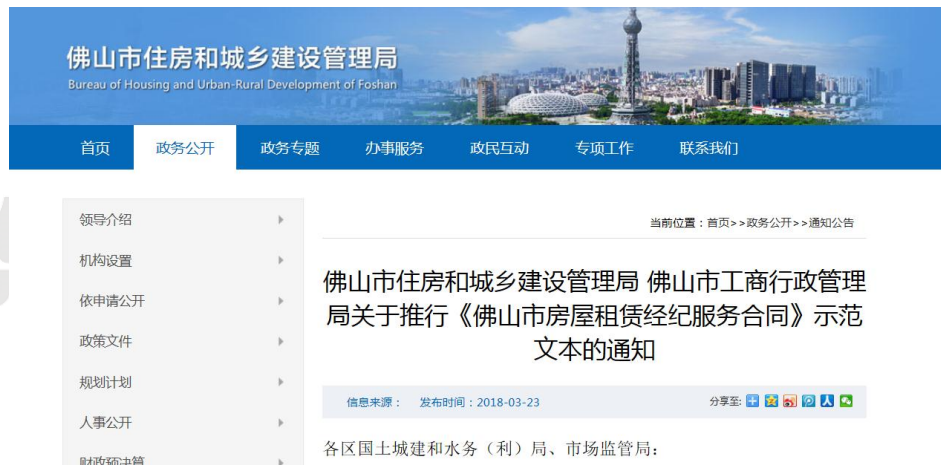 佛山市住房和城乡建设管理局
Bureau of Housing and Urban-Rural Development of Foshan
首页 政务公开 政务专题 办事服务 政民互动 专项工作 联系我们
领导介绍
机构设置
依申请公开
政策文件
规划计划
人事公开
财政预决算
当前位置：首页>>政务公开>>通知公告
佛山市住房和城乡建设管理局 佛山市工商行政管理
局关于推行《佛山市房屋租赁经纪服务合同》示范
文本的通知
信息来源： 发布时间：2018-03-23
分享至:
各区国土城建和水务（利）局、市场监管局：